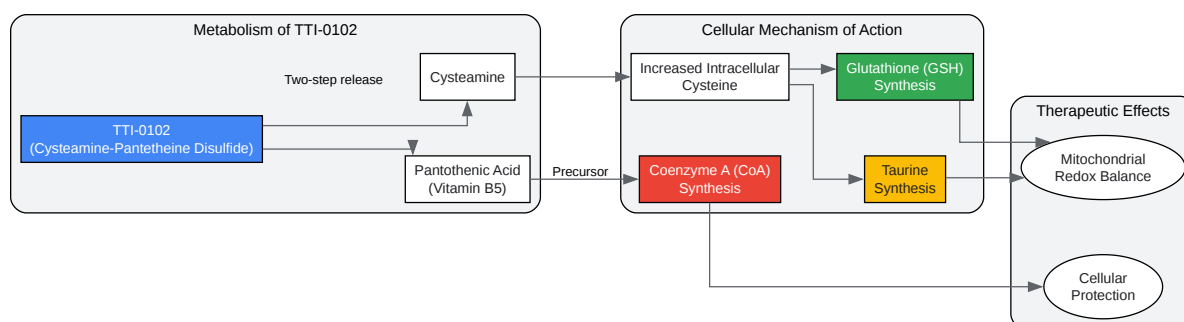 Metabolism of TTI-0102
Two-step release
Cysteamine
TTI-0102
(Cysteamine-Pantetheine Disulfide)
Pantothenic Acid
(Vitamin B5)
Precursor
Cellular Mechanism of Action
Increased Intracellular
Cysteine
Glutathione (GSH)
Synthesis
Coenzyme A (CoA)
Synthesis
Taurine
Synthesis
Therapeutic Effects
Mitochondrial
Redox Balance
Cellular
Protection